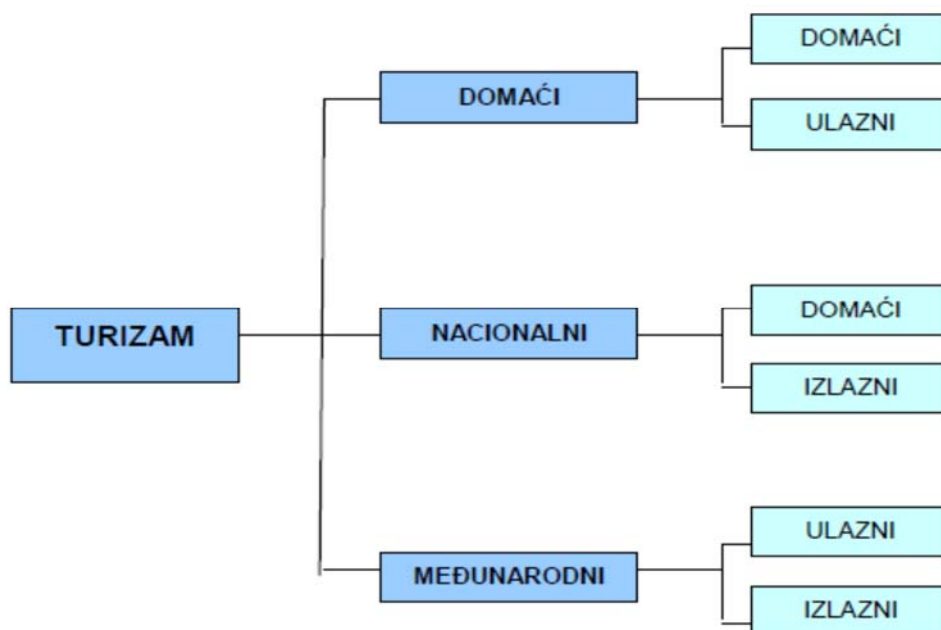 TURIZAM
DOMAĆI
DOMAĆI
ULAZNI
NACIONALNI
DOMAĆI
IZLAZNI
MEĐUNARODNI
ULAZNI
IZLAZNI